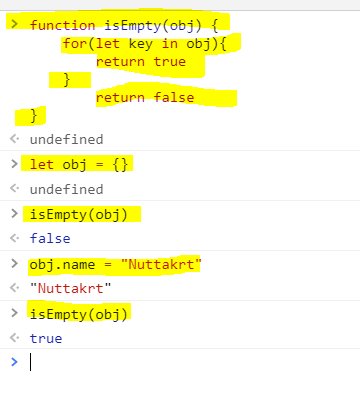 function isEmpty(obj) {
for(let key in obj){
return true
}
return false
}
undefined
let obj = {}
undefined
isEmpty(obj)
false
obj.name = "Nuttakrt"
"Nuttakrt"
isEmpty(obj)
true